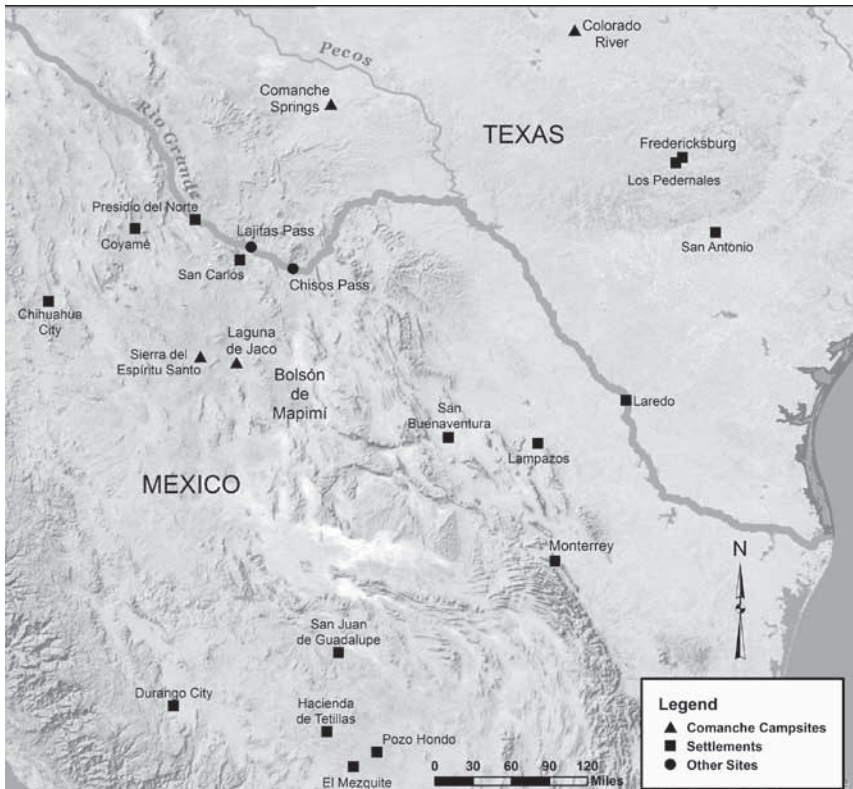 Colorado
River
Pecos
Comanche
Springs
TEXAS
Rio Grande
Fredericksburg
Los Pedernales
Presidio del Norte
Lajitas Pass
Coyamé
San Antonio
San Carlos
Chisos Pass
Chihuahua
City
Laguna
de Jaco
Sierra del
Espíritu Santo
Bolsón
de
Mapimí
San
Buenaventura
Laredo
Lampazos
MEXICO
N
Monterrey
San Juan
de Guadalupe
Durango City
Hacienda
de Tetillas
Pozo Hondo
El Mezquite
0 30 60 90 120
Miles
Legend
Comanche Campsites
Settlements
Other Sites